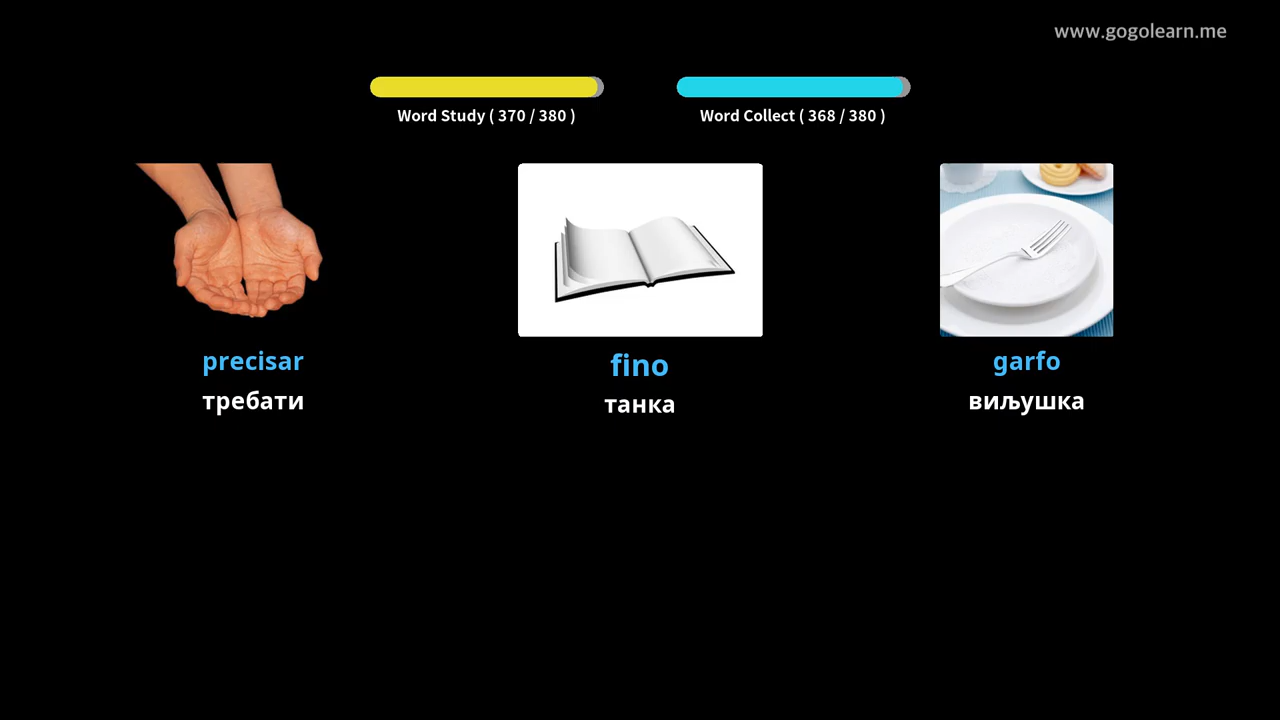 www.gogolearn.me
Word Study ( 370 / 380 )
Word Collect ( 368 / 380 )
precisar
fino
garfo
требати
танка
виљушка